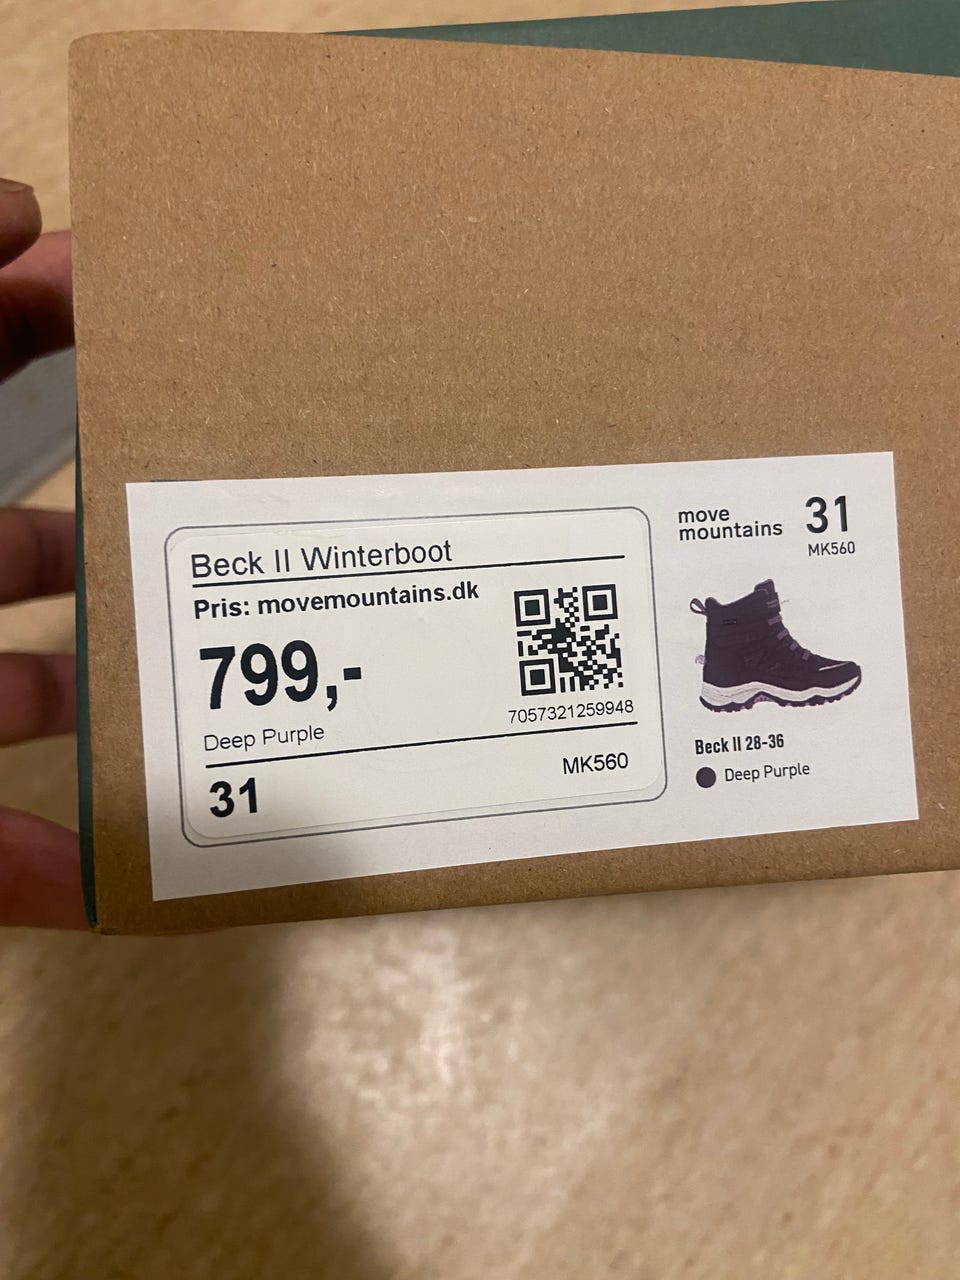 Beck II Winterboot
Pris: movemountains.dk
799,-
7057321259948
Deep Purple
31
MK560
move
mountains
31
MK560
Beck II 28-36
Deep Purple